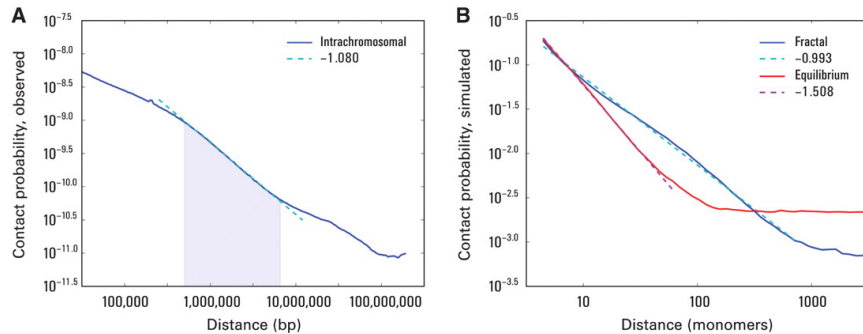 A
Contact probability, observed
10^-7.5
10^-8.0
10^-8.5
10^-9.0
10^-9.5
10^-10.0
10^-10.5
10^-11.0
10^-11.5
Intrachromosomal
−1.080
100,000 1,000,000 10,000,000 100,000,000
Distance (bp)
B
Contact probability, simulated
10^-0.5
10^-1.0
10^-1.5
10^-2.0
10^-2.5
10^-3.0
10^-3.5
Fractal
−0.993
Equilibrium
−1.508
10 100 1000
Distance (monomers)